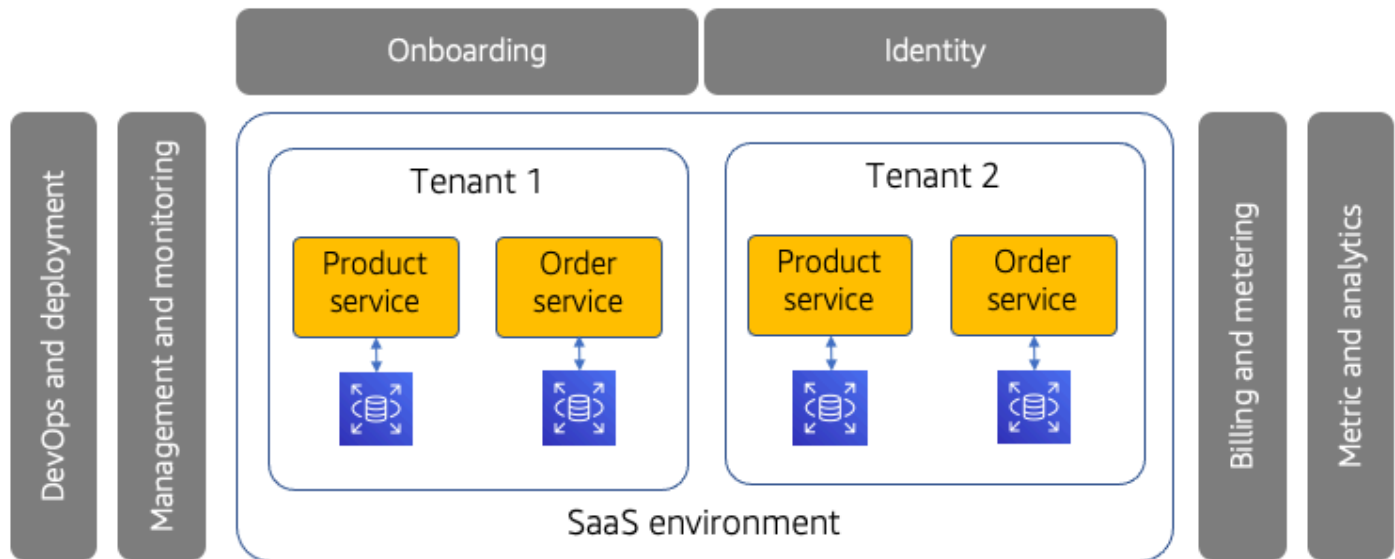 Onboarding
Identity
DevOps and deployment
Management and monitoring
Tenant 1
Product
service
Order
service
Tenant 2
Product
service
Order
service
SaaS environment
Billing and metering
Metric and analytics